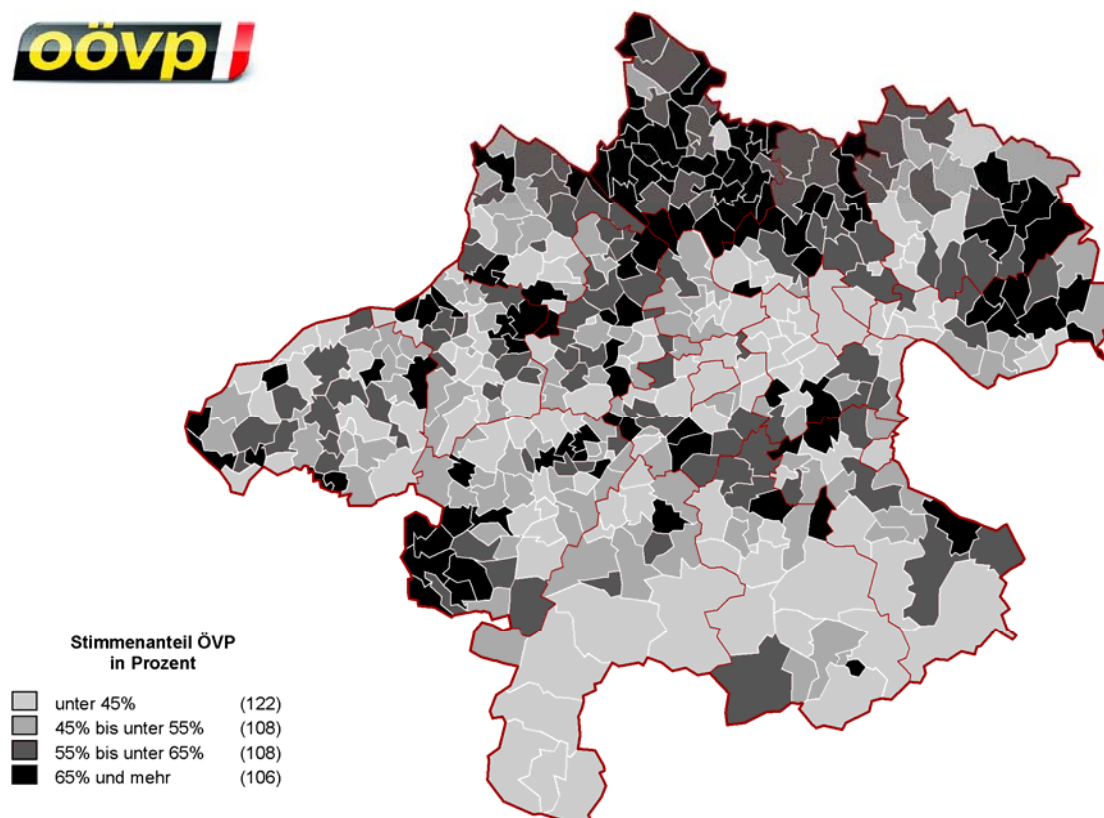 oövp
Stimmenanteil ÖVP
in Prozent
unter 45% (122)
45% bis unter 55% (108)
55% bis unter 65% (108)
65% und mehr (106)